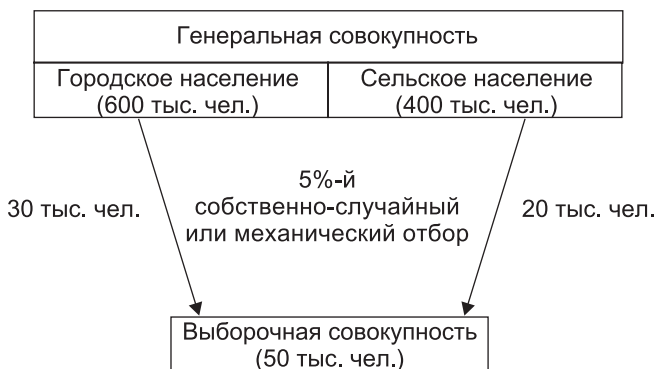 Генеральная совокупность
Городское население
(600 тыс. чел.)
Сельское население
(400 тыс. чел.)
30 тыс. чел.
5%-й
собственно-случайный
или механический отбор
20 тыс. чел.
Выборочная совокупность
(50 тыс. чел.)